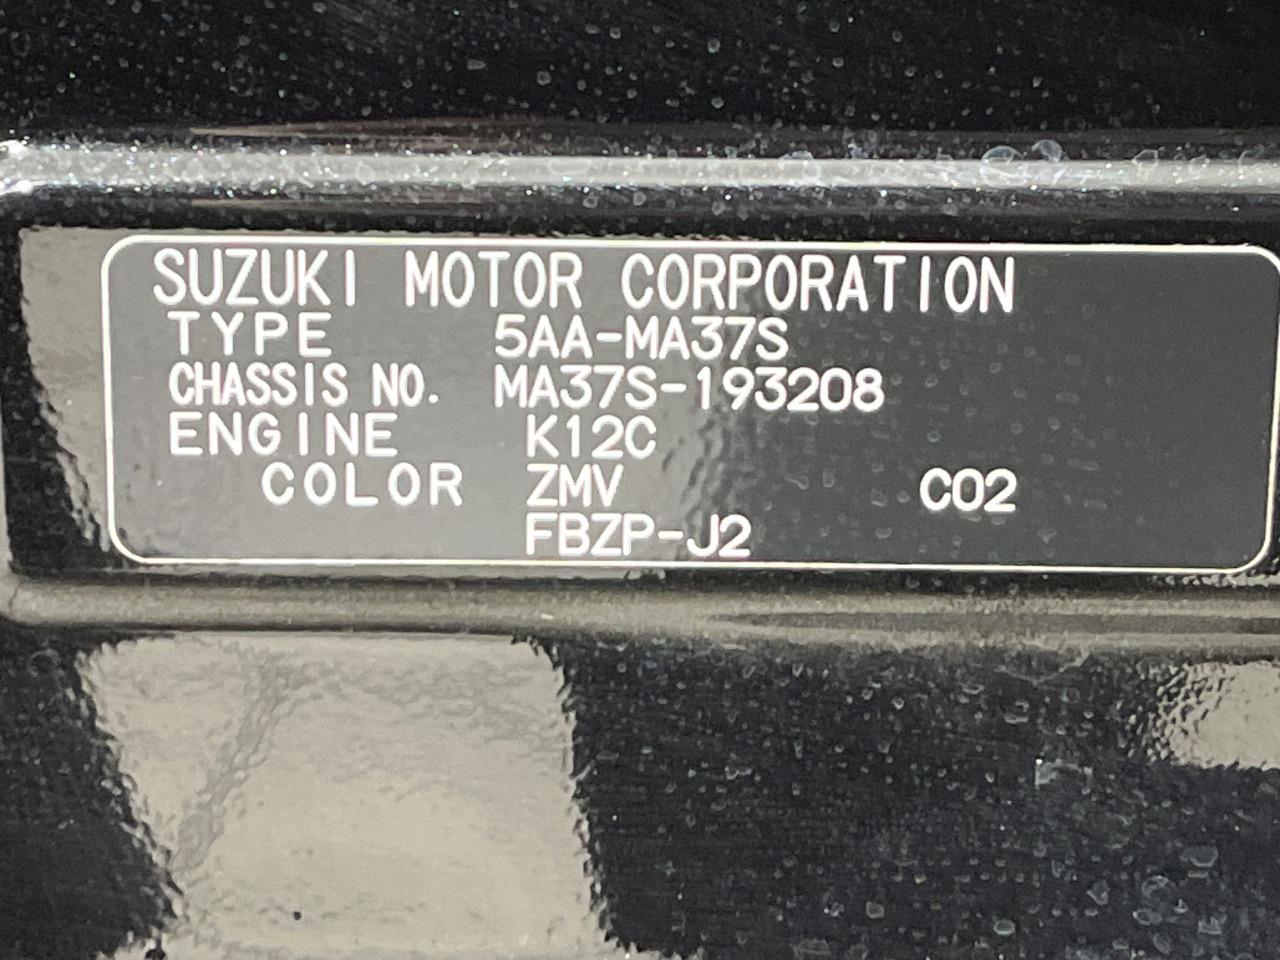 SUZUKI MOTOR CORPORATION
TYPE 5AA-MA37S
CHASSIS NO. MA37S-193208
ENGINE K12C
COLOR ZMV C02
FBZP-J2